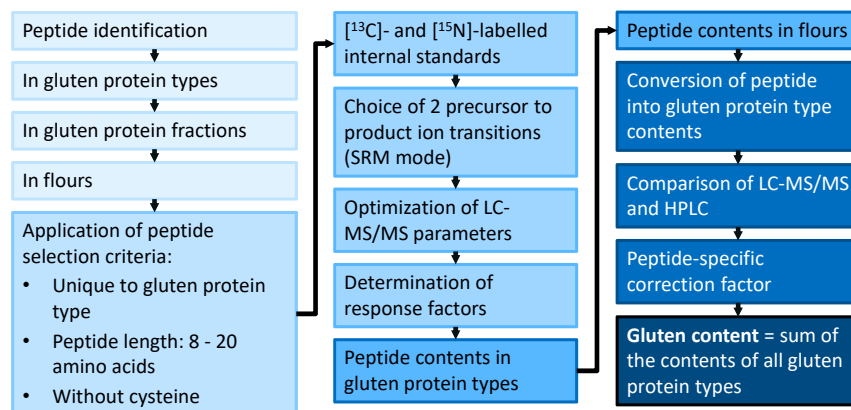 Peptide identification
In gluten protein types
In gluten protein fractions
In flours
Application of peptide
selection criteria:
• Unique to gluten protein
type
• Peptide length: 8 - 20
amino acids
• Without cysteine
[¹³C]- and [¹⁵N]-labelled
internal standards
Choice of 2 precursor to
product ion transitions
(SRM mode)
Optimization of LC-
MS/MS parameters
Determination of
response factors
Peptide contents in
gluten protein types
Peptide contents in flours
Conversion of peptide
into gluten protein type
contents
Comparison of LC-MS/MS
and HPLC
Peptide-specific
correction factor
Gluten content = sum of
the contents of all gluten
protein types